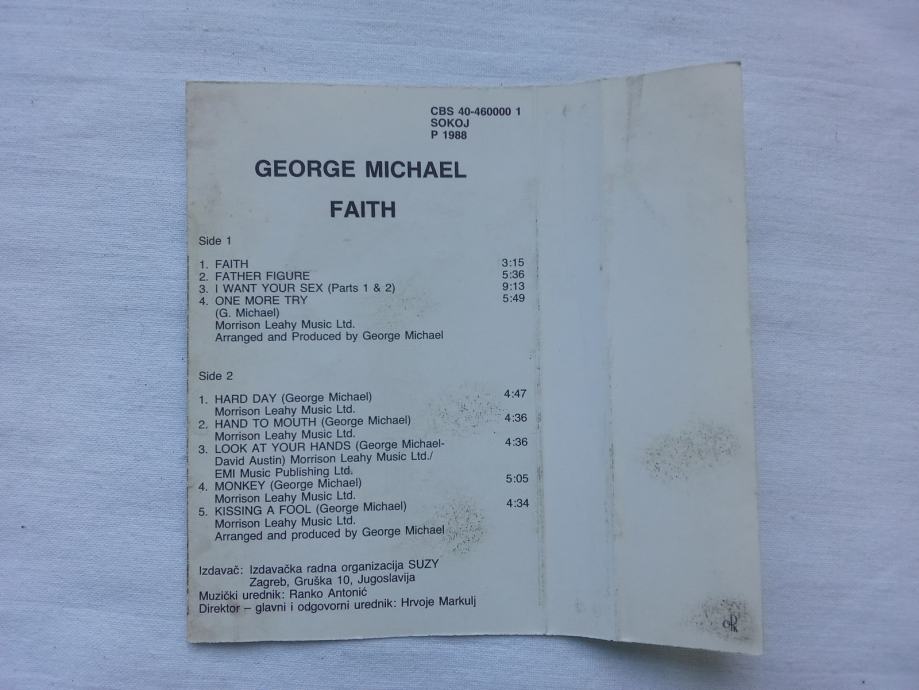 CBS 40-460000 1
SOKOJ
P 1988
GEORGE MICHAEL
FAITH
Side 1
1. FAITH 3:15
2. FATHER FIGURE 5:36
3. I WANT YOUR SEX (Parts 1 & 2) 9:13
4. ONE MORE TRY 5:49
(G. Michael)
Morrison Leahy Music Ltd.
Arranged and Produced by George Michael
Side 2
1. HARD DAY (George Michael) 4:47
Morrison Leahy Music Ltd.
2. HAND TO MOUTH (George Michael) 4:36
Morrison Leahy Music Ltd.
3. LOOK AT YOUR HANDS (George Michael- 4:36
David Austin) Morrison Leahy Music Ltd./
EMI Music Publishing Ltd.
4. MONKEY (George Michael) 5:05
Morrison Leahy Music Ltd.
5. KISSING A FOOL (George Michael) 4:34
Morrison Leahy Music Ltd.
Arranged and produced by George Michael
Izdavač: Izdavačka radna organizacija SUZY
Zagreb, Gruška 10, Jugoslavija
Muzički urednik: Ranko Antonić
Direktor – glavni i odgovorni urednik: Hrvoje Markulj